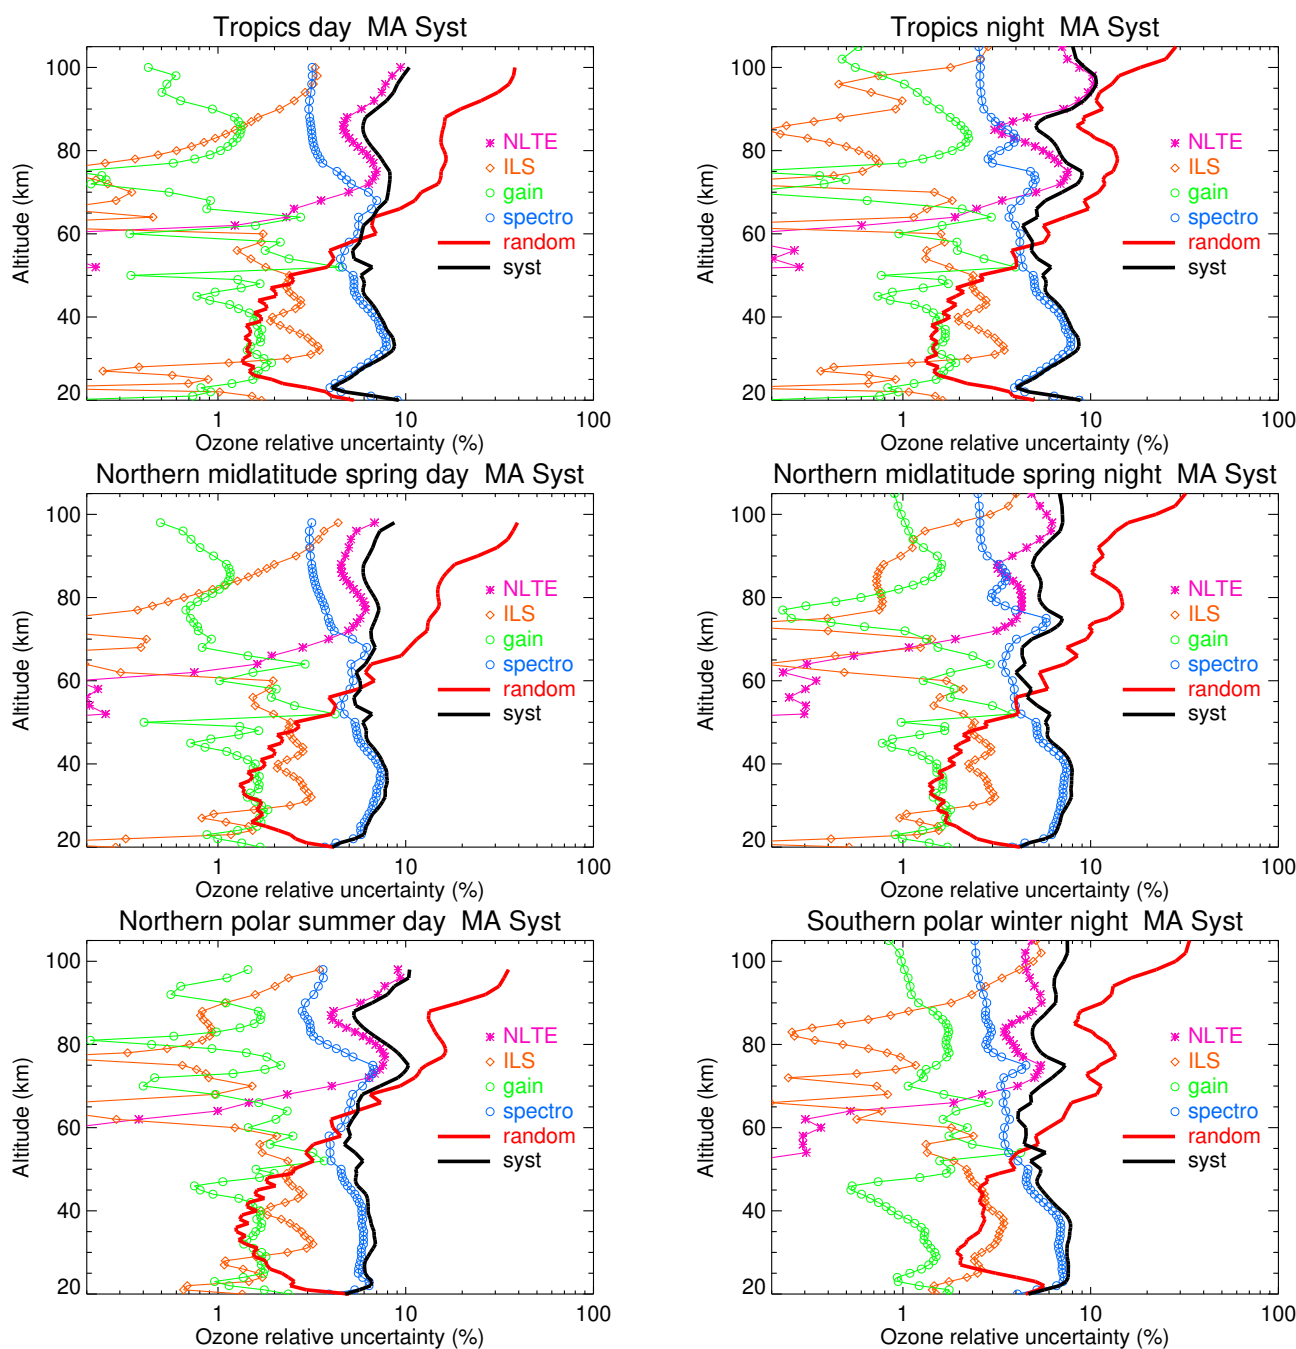 Tropics day  MA Syst
Altitude (km)
100
80
60
40
20
NLTE
ILS
gain
spectro
random
syst
1
10
100
Ozone relative uncertainty (%)
Tropics night  MA Syst
Altitude (km)
100
80
60
40
20
NLTE
ILS
gain
spectro
random
syst
1
10
100
Ozone relative uncertainty (%)
Northern midlatitude spring day  MA Syst
Altitude (km)
100
80
60
40
20
NLTE
ILS
gain
spectro
random
syst
1
10
100
Ozone relative uncertainty (%)
Northern midlatitude spring night  MA Syst
Altitude (km)
100
80
60
40
20
NLTE
ILS
gain
spectro
random
syst
1
10
100
Ozone relative uncertainty (%)
Northern polar summer day  MA Syst
Altitude (km)
100
80
60
40
20
NLTE
ILS
gain
spectro
random
syst
1
10
100
Ozone relative uncertainty (%)
Southern polar winter night  MA Syst
Altitude (km)
100
80
60
40
20
NLTE
ILS
gain
spectro
random
syst
1
10
100
Ozone relative uncertainty (%)